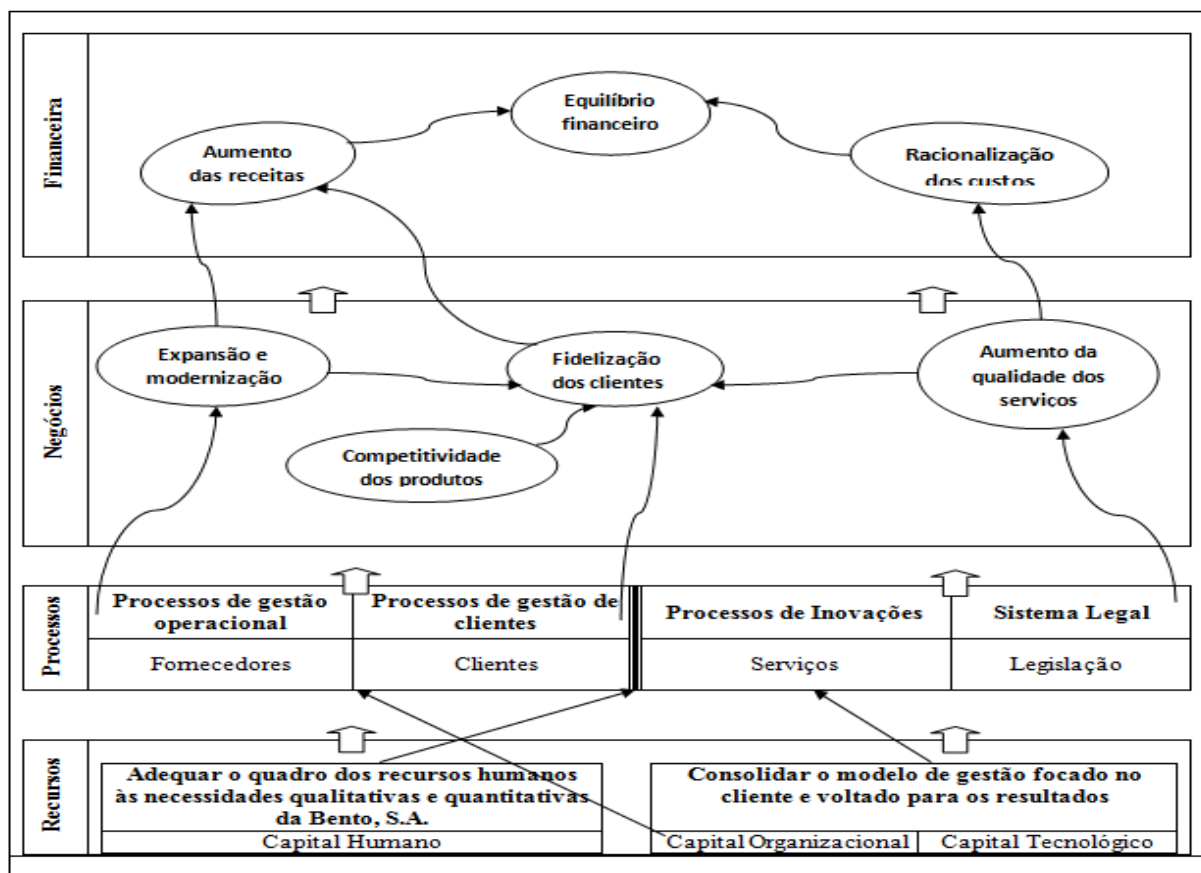 Financeira
Equilíbrio
financeiro
Aumento
das receitas
Racionalização
dos custos
Negócios
Expansão e
modernização
Fidelização
dos clientes
Aumento da
qualidade dos
serviços
Competitividade
dos produtos
Processos
Processos de gestão
operacional
Processos de gestão de
clientes
Processos de Inovações
Sistema Legal
Fornecedores
Clientes
Serviços
Legislação
Recursos
Adequar o quadro dos recursos humanos
às necessidades qualitativas e quantitativas
da Bento, S.A.
Capital Humano
Consolidar o modelo de gestão focado no
cliente e voltado para os resultados
Capital Organizacional
Capital Tecnológico